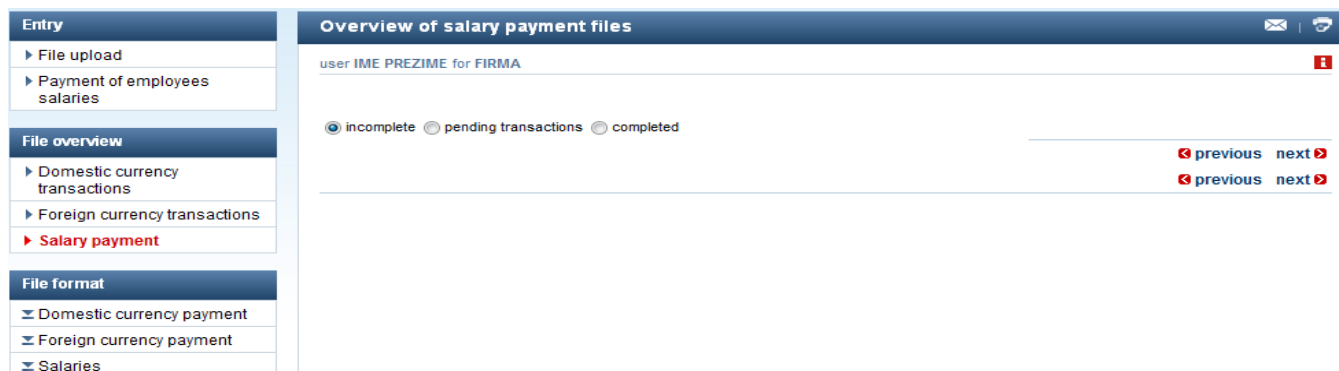 Entry
File upload
Payment of employees
salaries
File overview
Domestic currency
transactions
Foreign currency transactions
Salary payment
File format
Domestic currency payment
Foreign currency payment
Salaries
Overview of salary payment files
user IME PREZIME for FIRMA
incomplete pending transactions completed
previous next
previous next